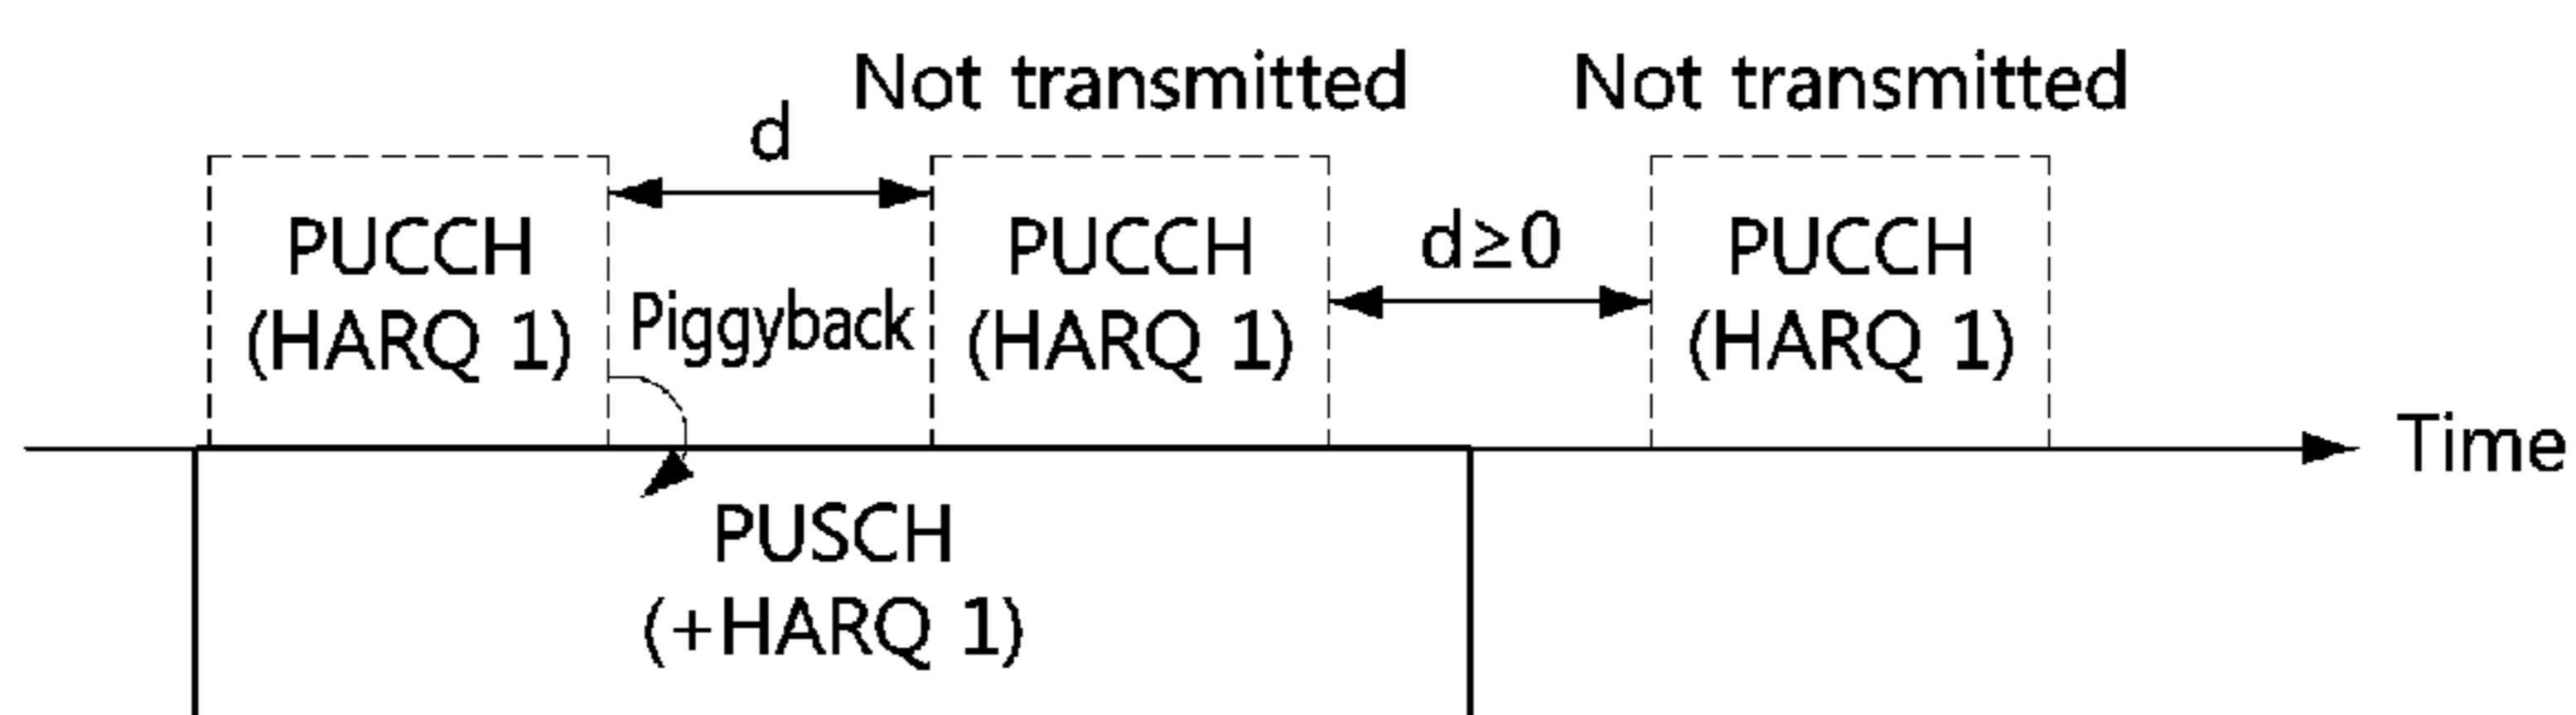 Not transmitted
Not transmitted
d
PUCCH
(HARQ 1)
Piggyback
PUCCH
(HARQ 1)
d≥0
PUCCH
(HARQ 1)
Time
PUSCH
(+HARQ 1)